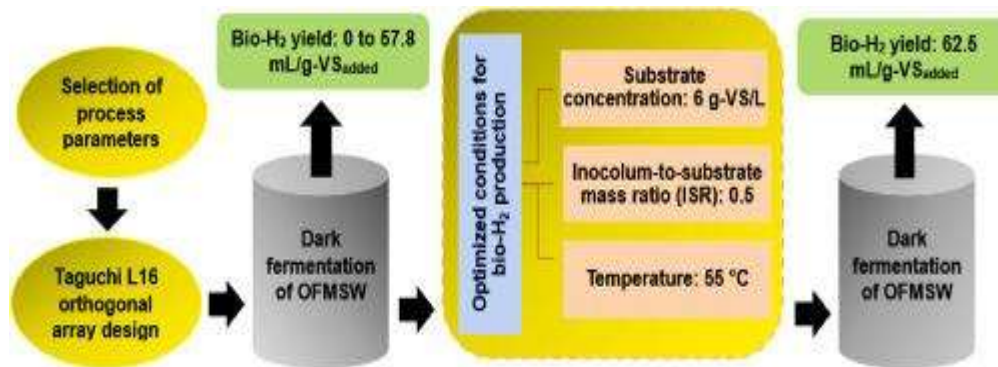 Selection of
process
parameters
Taguchi L16
orthogonal
array design
Bio-H₂ yield: 0 to 57.8
mL/g-VSadded
Dark
fermentation
of OFMSW
Optimized conditions for
bio-H₂ production
Substrate
concentration: 6 g-VS/L
Inocolum-to-substrate
mass ratio (ISR): 0.5
Temperature: 55 °C
Bio-H₂ yield: 62.5
mL/g-VSadded
Dark
fermentation
of OFMSW